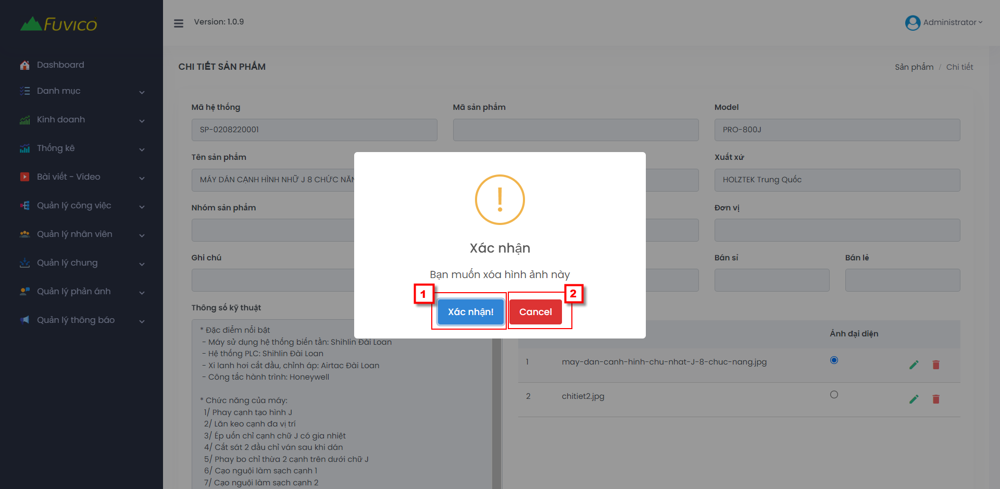 FUVICO
Version: 1.0.9
Administrator
Dashboard
Danh mục
Kinh doanh
Thống kê
Bài viết - Video
Quản lý công việc
Quản lý nhân viên
Quản lý chung
Quản lý phản ánh
Quản lý thông báo
CHI TIẾT SẢN PHẨM
Sản phẩm / Chi tiết
Mã hệ thống
Mã sản phẩm
Model
SP-0208220001
PRO-800J
Tên sản phẩm
Xuất xứ
MÁY DÁN CẠNH HÌNH NHỮ J 8 CHỨC NĂN
HOLZTEK Trung Quốc
Nhóm sản phẩm
Đơn vị
Ghi chú
Bán sỉ
Bán lẻ
Xác nhận
Bạn muốn xóa hình ảnh này
1
2
Xác nhận!
Cancel
Thông số kỹ thuật
* Đặc điểm nổi bật
- Máy sử dụng hệ thống biến tần: Shihlin Đài Loan
- Hệ thống PLC: Shihlin Đài Loan
- Xi lanh hơi cắt đầu, chỉnh áp: Airtac Đài Loan
- Công tắc hành trình: Honeywell
* Chức năng của máy:
1/ Phay cạnh tạo hình J
2/ Lăn keo cạnh đa vị trí
3/ Ép uốn chỉ cạnh chữ J có gia nhiệt
4/ Cắt sát 2 đầu chỉ ván sau khi dán
5/ Phay bo chỉ thừa 2 cạnh trên dưới chữ J
6/ Cạo nguội làm sạch cạnh 1
7/ Cạo nguội làm sạch cạnh 2
Ảnh đại diện
1 may-dan-canh-hinh-chu-nhat-J-8-chuc-nang.jpg
2 chitiet2.jpg